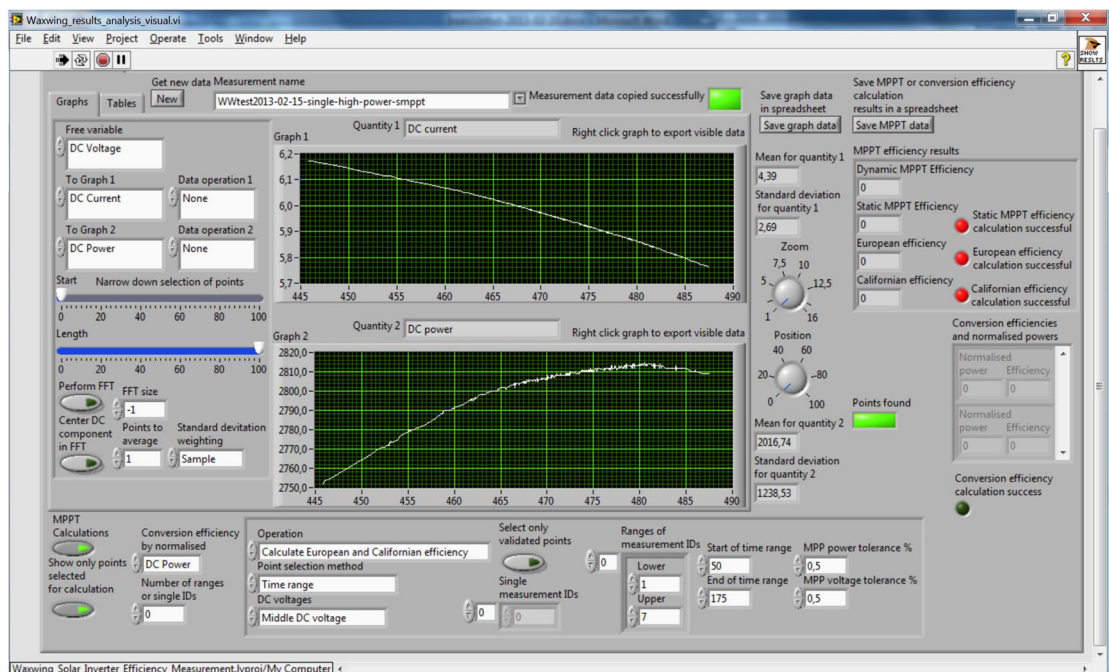 Waxwing_results_analysis_visual.vi
File Edit View Project Operate Tools Window Help
SHOW
RESLTS
Get new data Measurement name
Graphs Tables New WWtest2013-02-15-single-high-power-smppt Measurement data copied successfully
Save graph data
in spreadsheet
Save graph data
Save MPPT or conversion efficiency
calculation
results in a spreadsheet
Save MPPT data
Free variable
DC Voltage
To Graph 1 Data operation 1
DC Current None
To Graph 2 Data operation 2
DC Power None
Start Narrow down selection of points
0 20 40 60 80 100
Length
0 20 40 60 80 100
Perform FFT
FFT size
-1
Center DC
component
in FFT
Points to
average
1
Standard devitation
weighting
Sample
Graph 1
Quantity 1 DC current
Right click graph to export visible data
6,2-
6,1-
6,0-
5,9-
5,8-
5,7-
445 450 455 460 465 470 475 480 485 490
Graph 2
Quantity 2 DC power
Right click graph to export visible data
2820,0-
2810,0-
2800,0-
2790,0-
2780,0-
2770,0-
2760,0-
2750,0-
445 450 455 460 465 470 475 480 485 490
Mean for quantity 1
4,39
Standard deviation
for quantity 1
2,69
Zoom
7,5 10
5 12,5
1 16
Position
40 60
20 80
0 100
Mean for quantity 2
2016,74
Standard deviation
for quantity 2
1238,53
MPPT efficiency results
Dynamic MPPT Efficiency
0
Static MPPT Efficiency
0
Static MPPT efficiency
calculation successful
European efficiency
0
European efficiency
calculation successful
Californian efficiency
0
Californian efficiency
calculation successful
Points found
Conversion efficiencies
and normalised powers
Normalised
power Efficiency
0 0
Normalised
power Efficiency
0 0
Conversion efficiency
calculation success
MPPT
Calculations
Show only points
selected
for calculation
Conversion efficiency
by normalised
DC Power
Number of ranges
or single IDs
0
Operation
Calculate European and Californian efficiency
Point selection method
Time range
DC voltages
Middle DC voltage
Select only
validated points
Single
measurement IDs
0 0
Ranges of
measurement IDs
0
Lower
1
Upper
7
Start of time range
50
End of time range
175
MPP power tolerance %
0,5
MPP voltage tolerance %
0,5
Waxwing_Solar_Inverter_Efficiency_Measurement.lvproj/My Computer